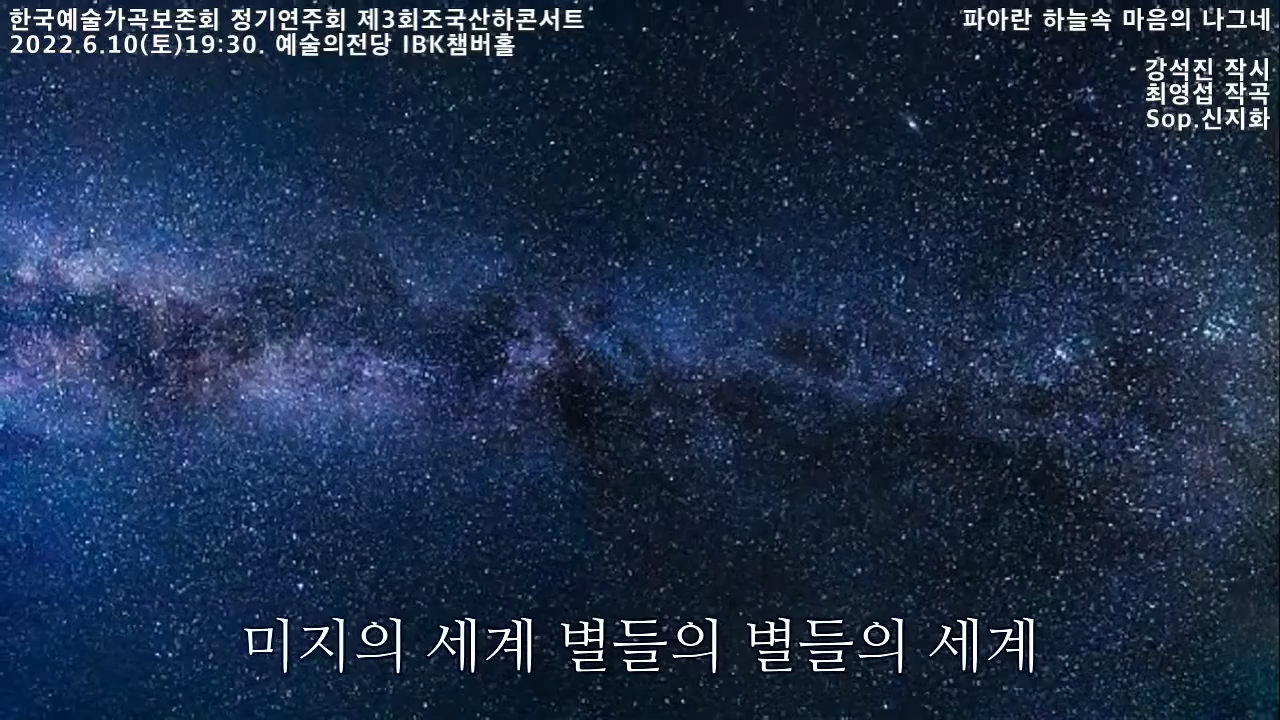 한국예술가곡보존회 정기연주회 제3회조국산하콘서트
2022.6.10(토)19:30. 예술의전당 IBK챔버홀
파아란 하늘속 마음의 나그네
강석진 작시
최영섭 작곡
Sop.신지화
미지의 세계 별들의 별들의 세계